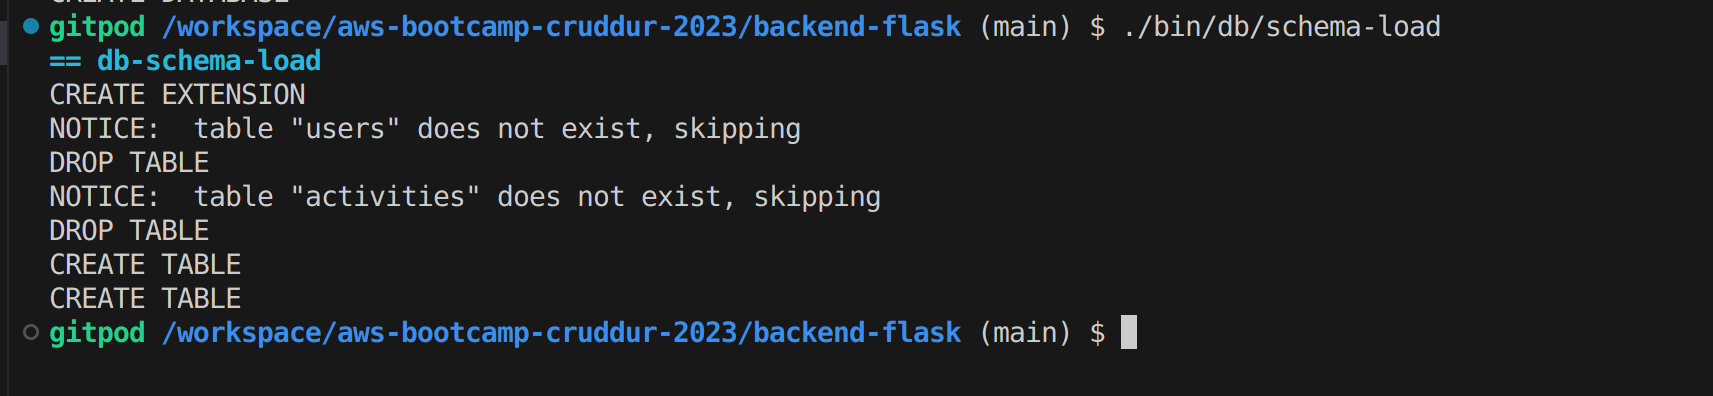 CREATE DATABASE
gitpod /workspace/aws-bootcamp-cruddur-2023/backend-flask (main) $ ./bin/db/schema-load
== db-schema-load
CREATE EXTENSION
NOTICE:  table "users" does not exist, skipping
DROP TABLE
NOTICE:  table "activities" does not exist, skipping
DROP TABLE
CREATE TABLE
CREATE TABLE
gitpod /workspace/aws-bootcamp-cruddur-2023/backend-flask (main) $